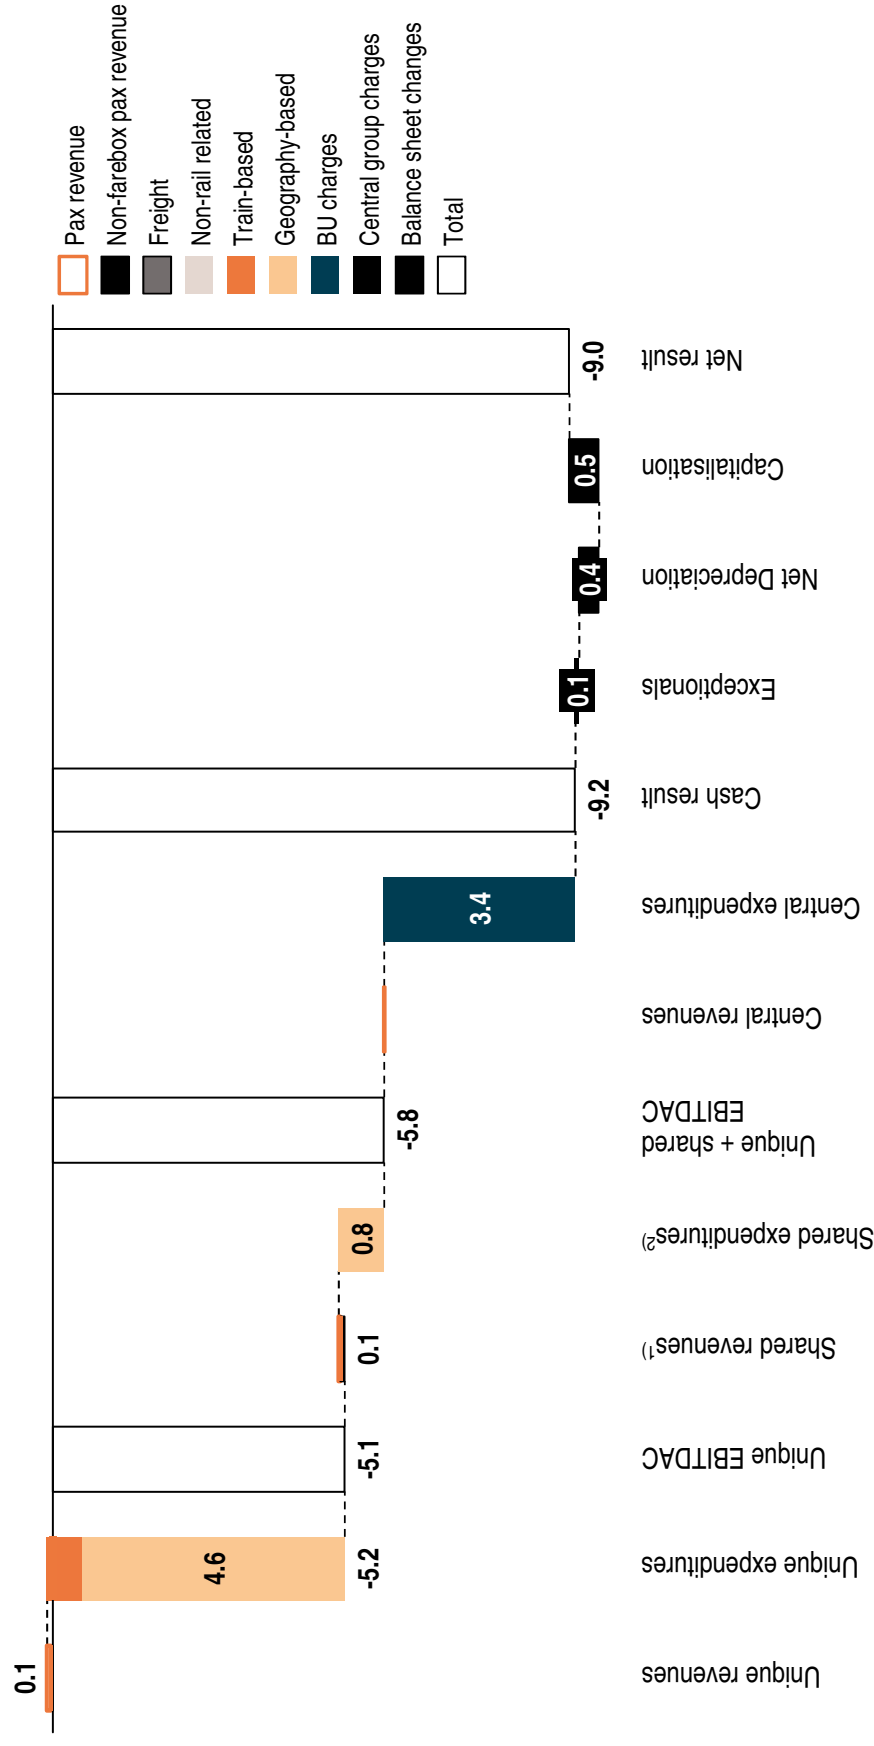 Pax revenue
Non-farebox pax revenue
Freight
Non-rail related
Train-based
Geography-based
BU charges
Central group charges
Balance sheet changes
Total
0.1
4.6
-5.2
-5.1
0.1
0.8
-5.8
3.4
-9.2
0.1
0.4
0.5
-9.0
Unique revenues
Unique expenditures
Unique EBITDAC
Shared revenues¹⁾
Shared expenditures²⁾
Unique + shared
EBITDAC
Central revenues
Central expenditures
Cash result
Exceptionals
Net Depreciation
Capitalisation
Net result